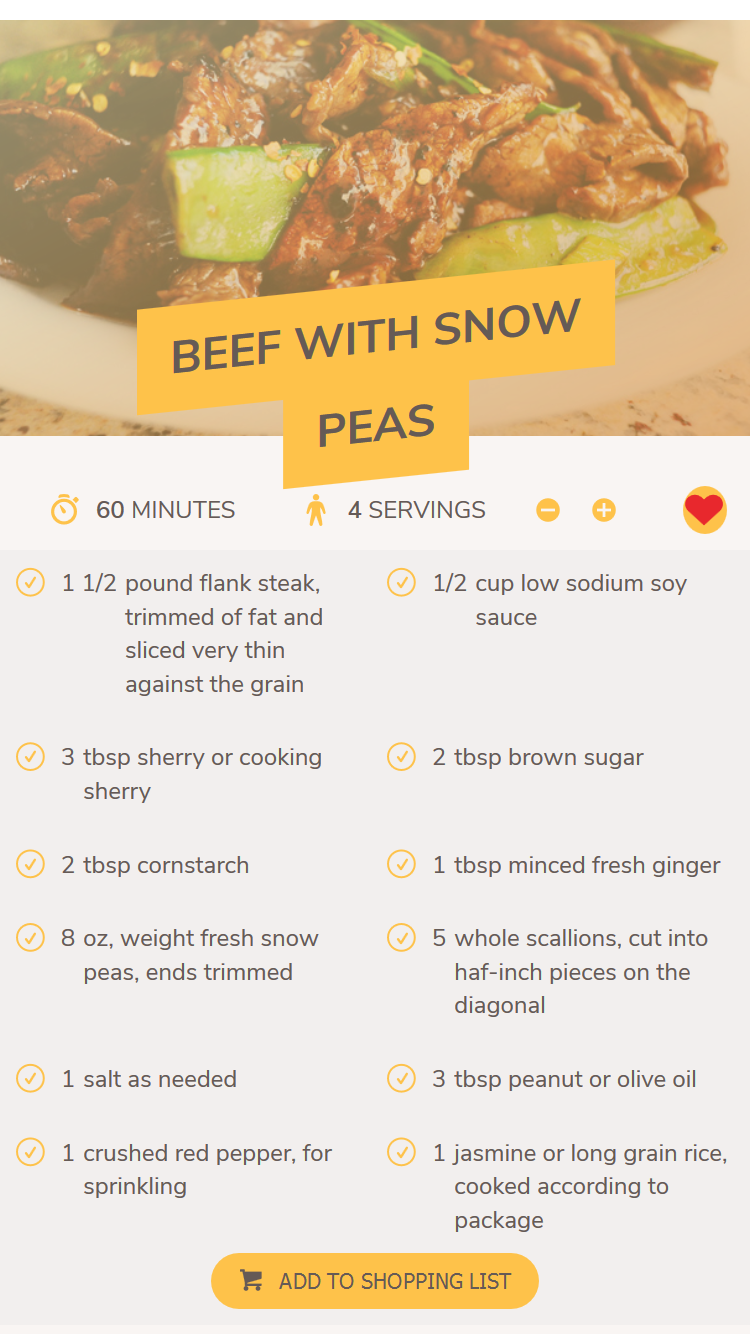 BEEF WITH SNOW
PEAS
60 MINUTES
4 SERVINGS
1 1/2 pound flank steak,
trimmed of fat and
sliced very thin
against the grain
1/2 cup low sodium soy
sauce
3 tbsp sherry or cooking
sherry
2 tbsp brown sugar
2 tbsp cornstarch
1 tbsp minced fresh ginger
8 oz, weight fresh snow
peas, ends trimmed
5 whole scallions, cut into
haf-inch pieces on the
diagonal
1 salt as needed
3 tbsp peanut or olive oil
1 crushed red pepper, for
sprinkling
1 jasmine or long grain rice,
cooked according to
package
ADD TO SHOPPING LIST